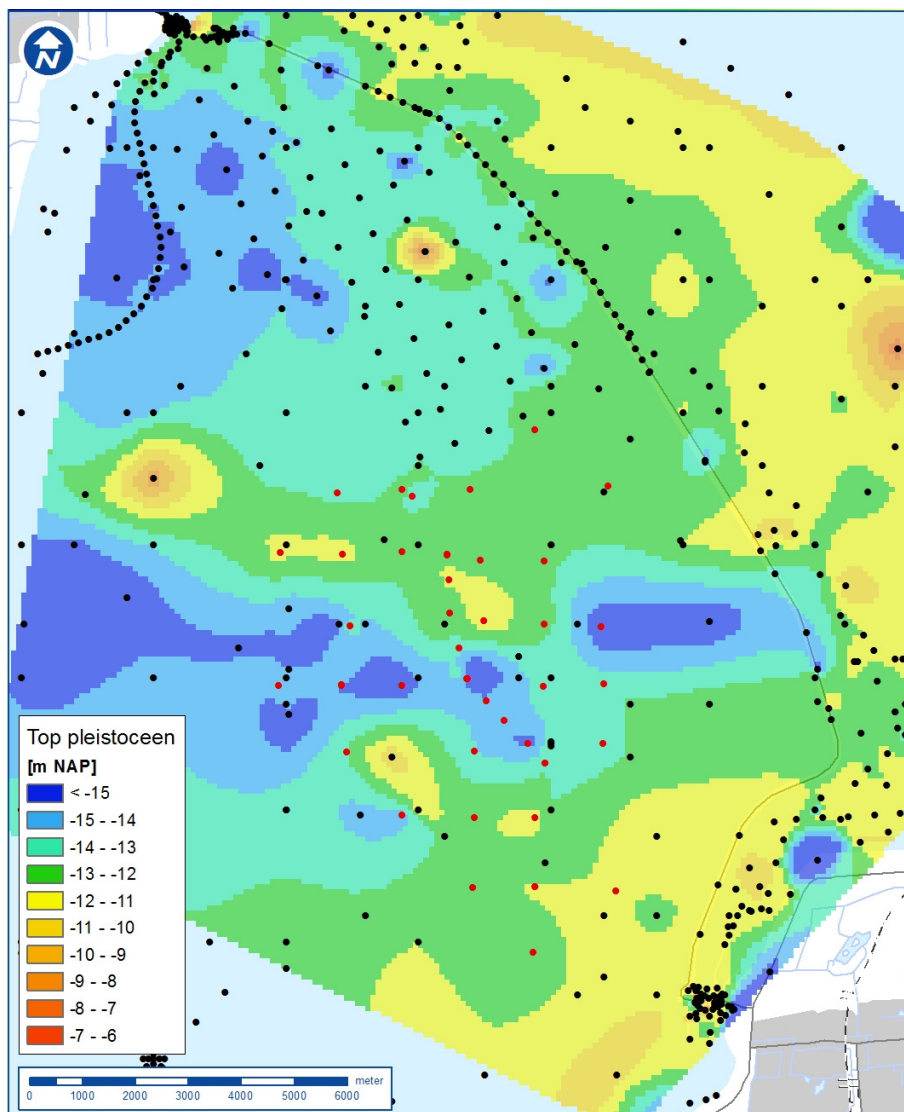 N
Top pleistoceen
[m NAP]
< -15
-15 - -14
-14 - -13
-13 - -12
-12 - -11
-11 - -10
-10 - -9
-9 - -8
-8 - -7
-7 - -6
meter
0 1000 2000 3000 4000 5000 6000